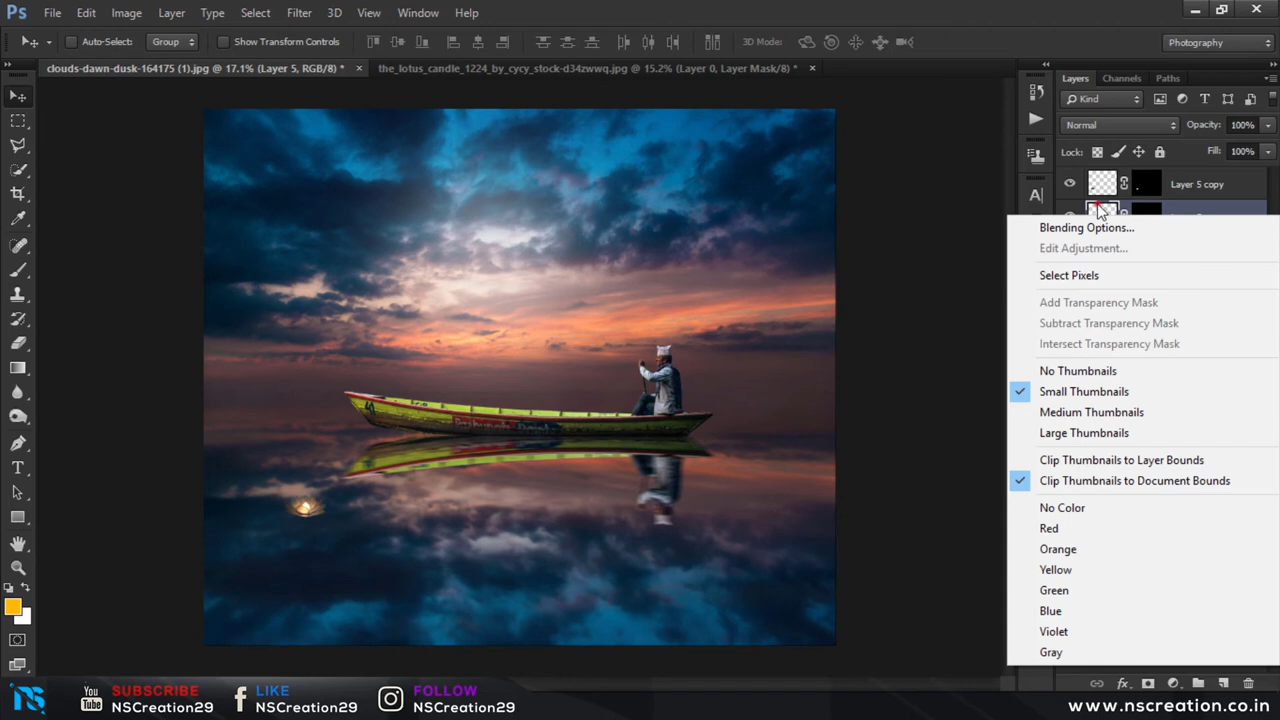 Ps File Edit Image Layer Type Select Filter 3D View Window Help
Auto-Select: Group Show Transform Controls 3D Mode: Photography
clouds-dawn-dusk-164175 (1).jpg @ 17.1% (Layer 5, RGB/8) * × the_lotus_candle_1224_by_cycy_stock-d34zwwq.jpg @ 15.2% (Layer 0, Layer Mask/8) * ×
Layers Channels Paths
Kind
Normal Opacity: 100%
Lock: Fill: 100%
Layer 5 copy
Blending Options...
Edit Adjustment...
Select Pixels
Add Transparency Mask
Subtract Transparency Mask
Intersect Transparency Mask
No Thumbnails
Small Thumbnails
Medium Thumbnails
Large Thumbnails
Clip Thumbnails to Layer Bounds
Clip Thumbnails to Document Bounds
No Color
Red
Orange
Yellow
Green
Blue
Violet
Gray
NS You Tube SUBSCRIBE NSCreation29 LIKE NSCreation29 FOLLOW NSCreation29
www.nscreation.co.in